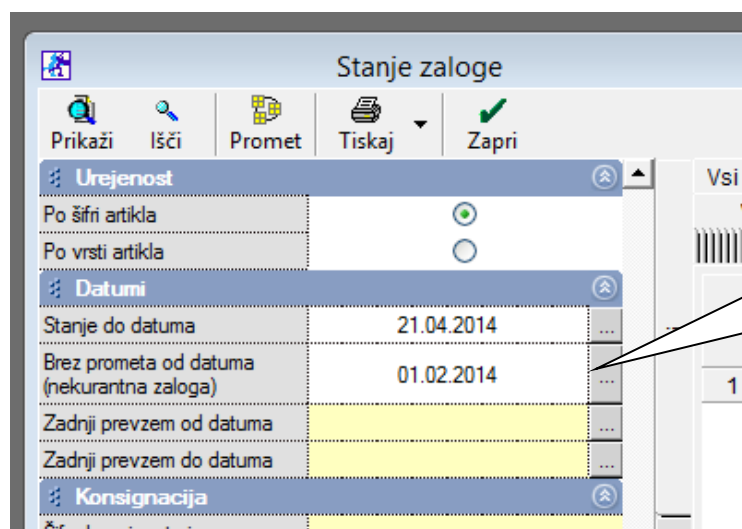 Stanje zaloge
Prikaži Išči Promet Tiskaj Zapri
Urejenost
Vsi
Po šifri artikla
Po vrsti artikla
Datumi
Stanje do datuma 21.04.2014 ...
Brez prometa od datuma
(nekurantna zaloga) 01.02.2014 ...
1
Zadnji prevzem od datuma ...
Zadnji prevzem do datuma ...
Konsignacija